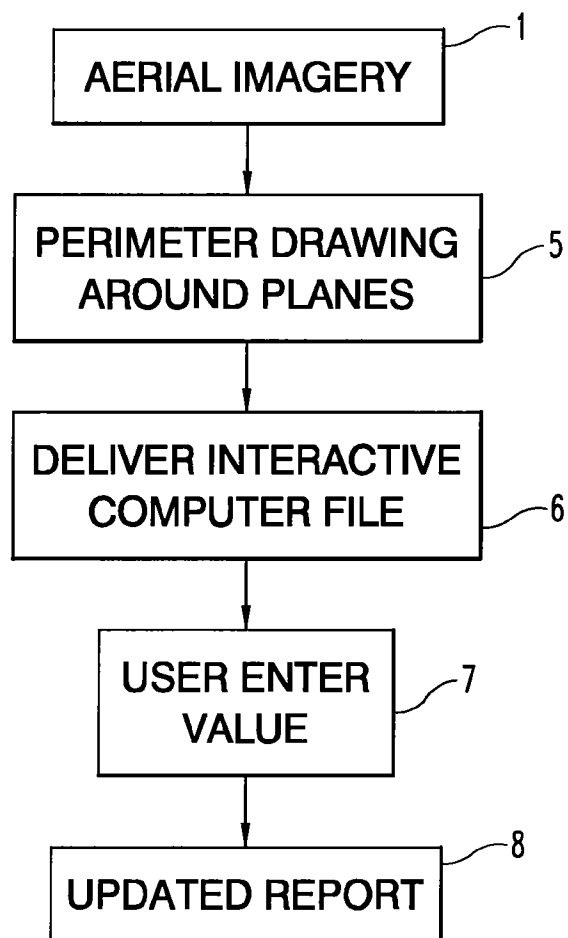 1
AERIAL IMAGERY
PERIMETER DRAWING
AROUND PLANES
5
DELIVER INTERACTIVE
COMPUTER FILE
6
USER ENTER
VALUE
7
8
UPDATED REPORT